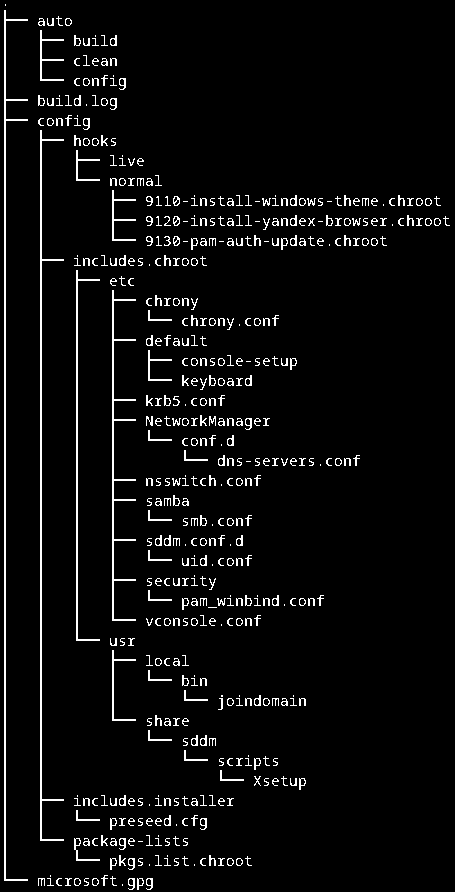 .
├── auto
│   ├── build
│   ├── clean
│   └── config
├── build.log
├── config
│   ├── hooks
│   │   ├── live
│   │   └── normal
│   │       ├── 9110-install-windows-theme.chroot
│   │       ├── 9120-install-yandex-browser.chroot
│   │       └── 9130-pam-auth-update.chroot
│   ├── includes.chroot
│   │   ├── etc
│   │   │   ├── chrony
│   │   │   │   └── chrony.conf
│   │   │   ├── default
│   │   │   │   ├── console-setup
│   │   │   │   └── keyboard
│   │   │   ├── krb5.conf
│   │   │   ├── NetworkManager
│   │   │   │   └── conf.d
│   │   │   │       └── dns-servers.conf
│   │   │   ├── nsswitch.conf
│   │   │   ├── samba
│   │   │   │   └── smb.conf
│   │   │   ├── sddm.conf.d
│   │   │   │   └── uid.conf
│   │   │   ├── security
│   │   │   │   └── pam_winbind.conf
│   │   │   └── vconsole.conf
│   │   └── usr
│   │       ├── local
│   │       │   └── bin
│   │       │       └── joindomain
│   │       └── share
│   │           └── sddm
│   │               └── scripts
│   │                   └── Xsetup
│   ├── includes.installer
│   │   └── preseed.cfg
│   └── package-lists
│       └── pkgs.list.chroot
└── microsoft.gpg